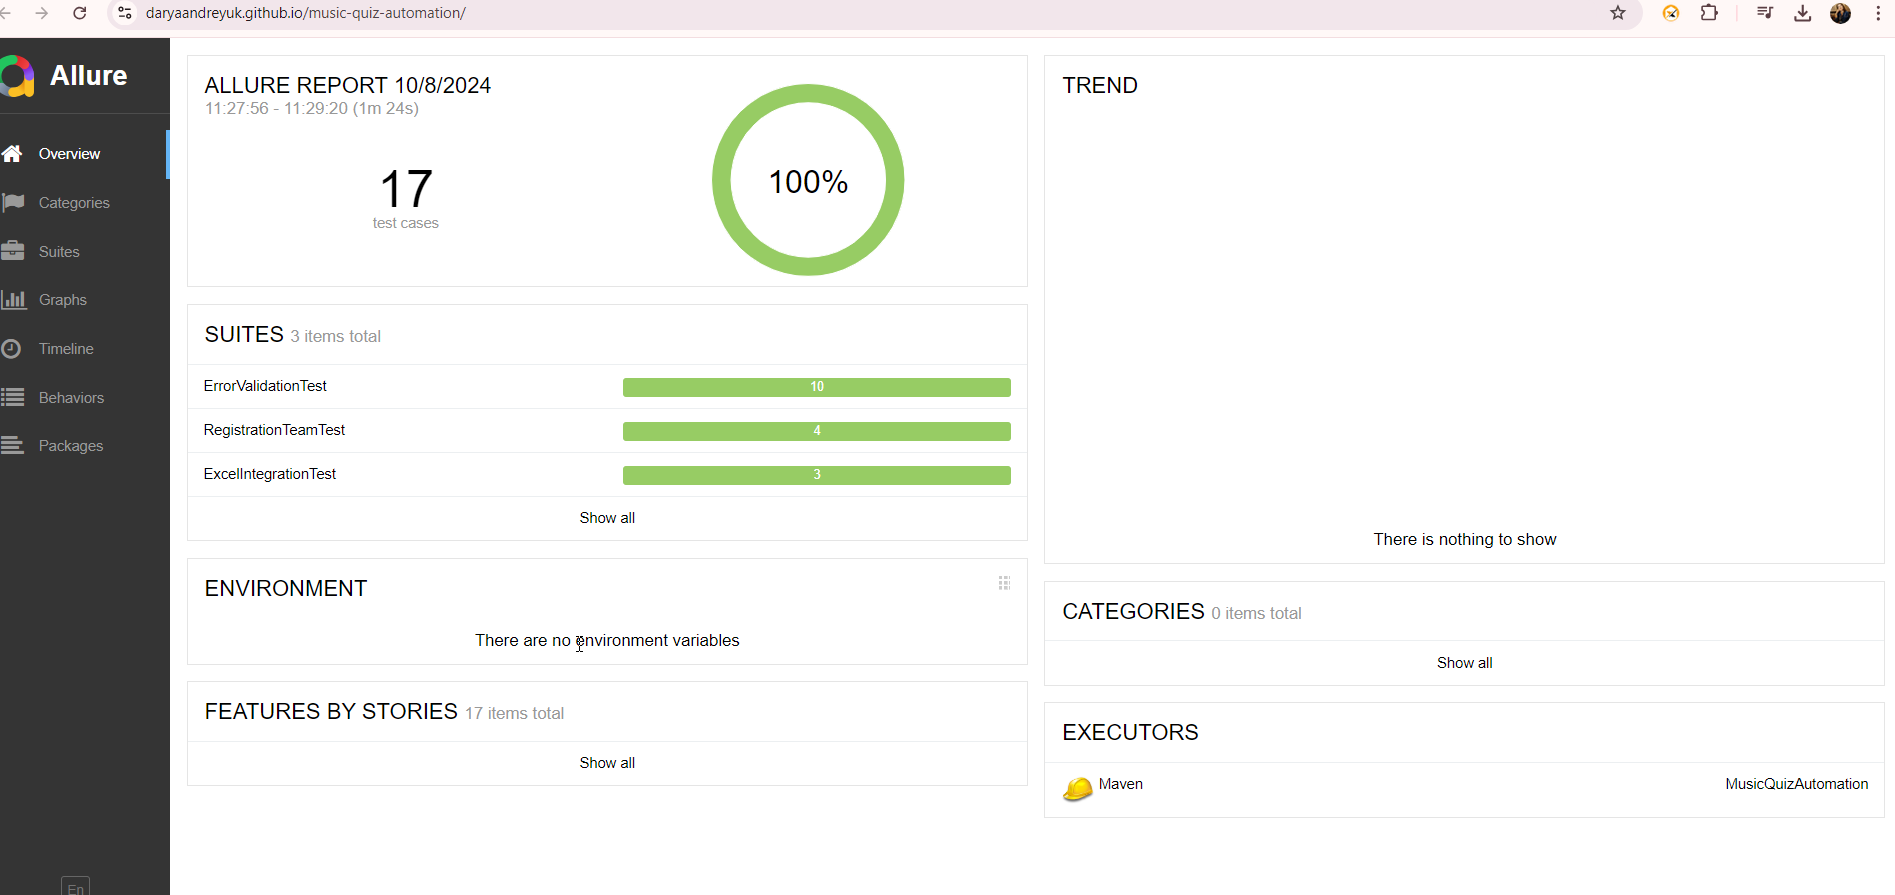 daryaandreyuk.github.io/music-quiz-automation/
Allure
Overview
Categories
Suites
Graphs
Timeline
Behaviors
Packages
En
ALLURE REPORT 10/8/2024
11:27:56 - 11:29:20 (1m 24s)
17
test cases
100%
SUITES 3 items total
ErrorValidationTest 10
RegistrationTeamTest 4
ExcelIntegrationTest 3
Show all
ENVIRONMENT
There are no environment variables
FEATURES BY STORIES 17 items total
Show all
TREND
There is nothing to show
CATEGORIES 0 items total
Show all
EXECUTORS
Maven MusicQuizAutomation